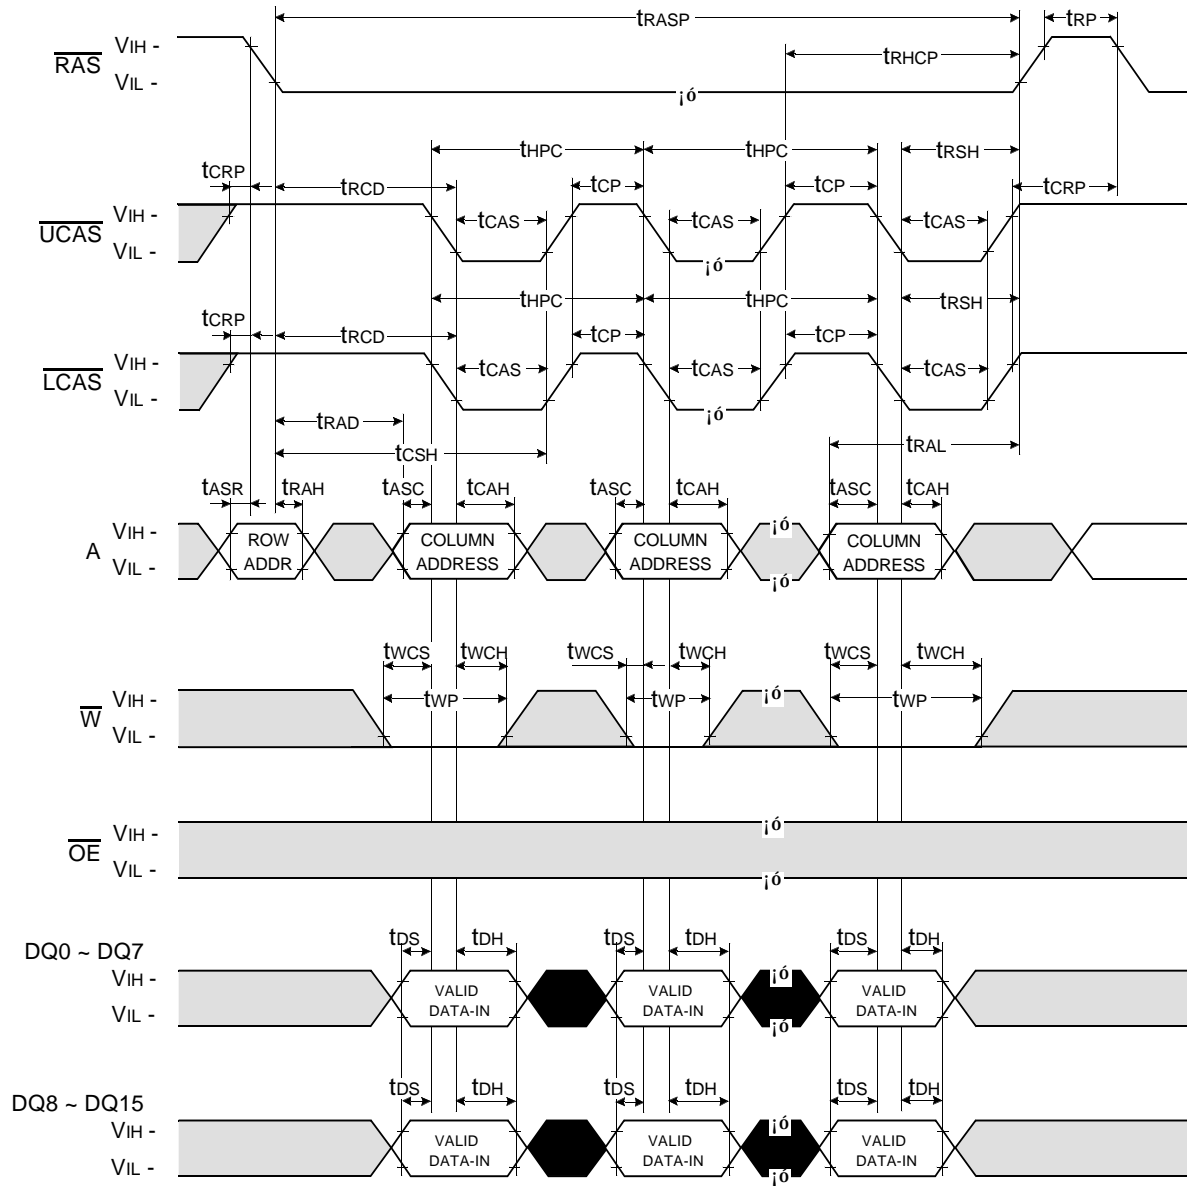 tRASP tRP
RAS VIH - tRHCP
VIL -
¡ó
tHPC tHPC tRSH
tCRP tRCD tCP tCP tCRP
UCAS VIH - tCAS tCAS tCAS
VIL - ¡ó
tHPC tHPC tRSH
tCRP tRCD tCP tCP
LCAS VIH - tCAS tCAS tCAS
VIL - ¡ó
tRAD tRAL
tCSH
tASR tRAH tASC tCAH tASC tCAH tASC tCAH
A VIH - ROW COLUMN COLUMN ¡ó COLUMN
VIL - ADDR ADDRESS ADDRESS ¡ó ADDRESS
tWCS tWCH tWCS tWCH tWCS tWCH
W VIH - tWP tWP ¡ó tWP
VIL -
OE VIH - ¡ó
VIL - ¡ó
DQ0 ~ DQ7 tDS tDH tDS tDH tDS tDH
VIH - VALID VALID ¡ó VALID
VIL - DATA-IN DATA-IN ¡ó DATA-IN
DQ8 ~ DQ15 tDS tDH tDS tDH tDS tDH
VIH - VALID VALID ¡ó VALID
VIL - DATA-IN DATA-IN ¡ó DATA-IN